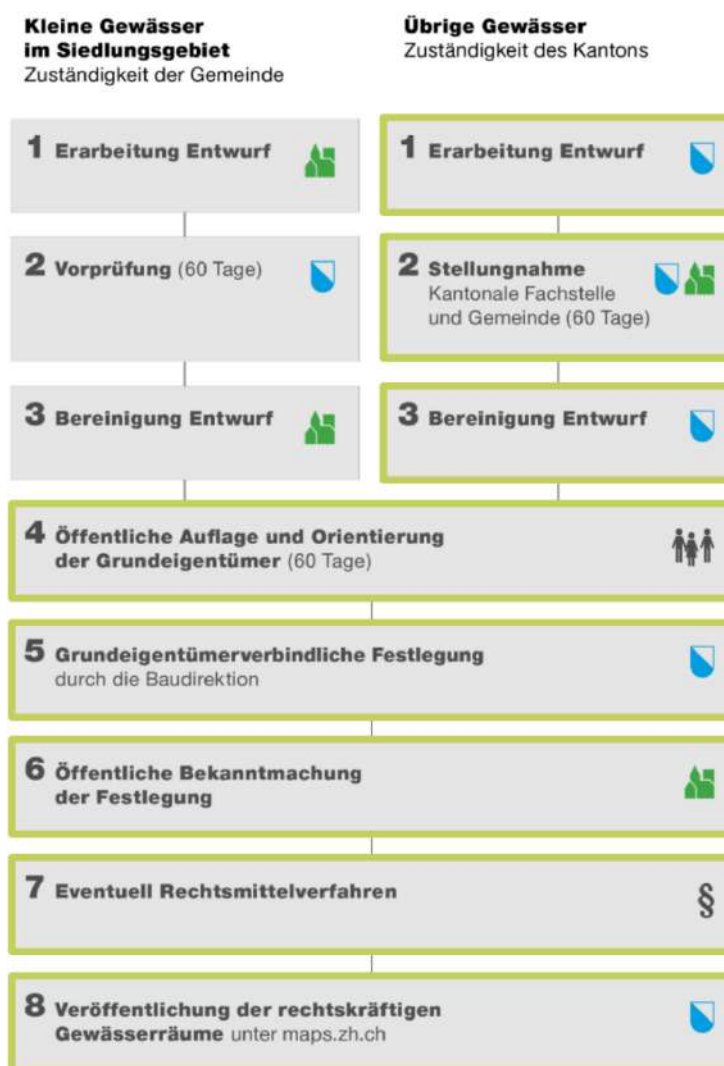 Kleine Gewässer
im Siedlungsgebiet
Zuständigkeit der Gemeinde
Übrige Gewässer
Zuständigkeit des Kantons
1 Erarbeitung Entwurf
1 Erarbeitung Entwurf
2 Vorprüfung (60 Tage)
2 Stellungnahme
Kantonale Fachstelle
und Gemeinde (60 Tage)
3 Bereinigung Entwurf
3 Bereinigung Entwurf
4 Öffentliche Auflage und Orientierung
der Grundeigentümer (60 Tage)
5 Grundeigentümerverbindliche Festlegung
durch die Baudirektion
6 Öffentliche Bekanntmachung
der Festlegung
7 Eventuell Rechtsmittelverfahren
§
8 Veröffentlichung der rechtskräftigen
Gewässerräume unter maps.zh.ch